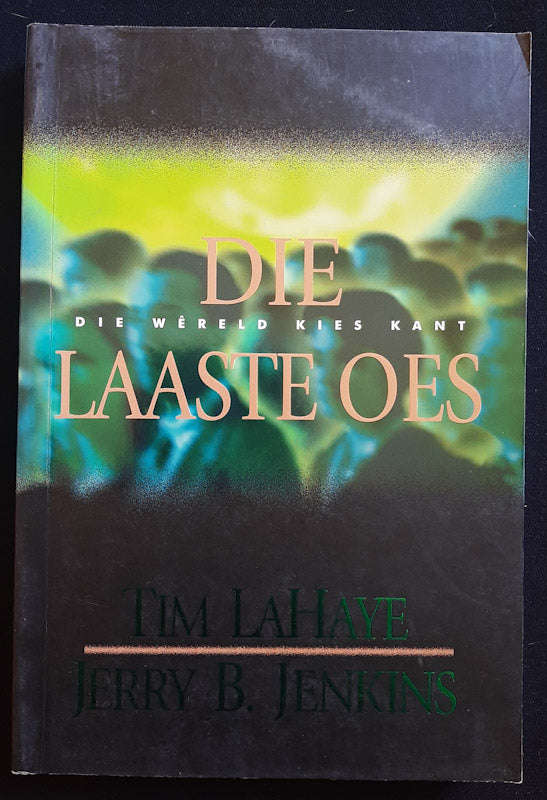 DIE
DIE WÊRELD KIES KANT
LAASTE OES
TIM LAHAYE
JERRY B. JENKINS